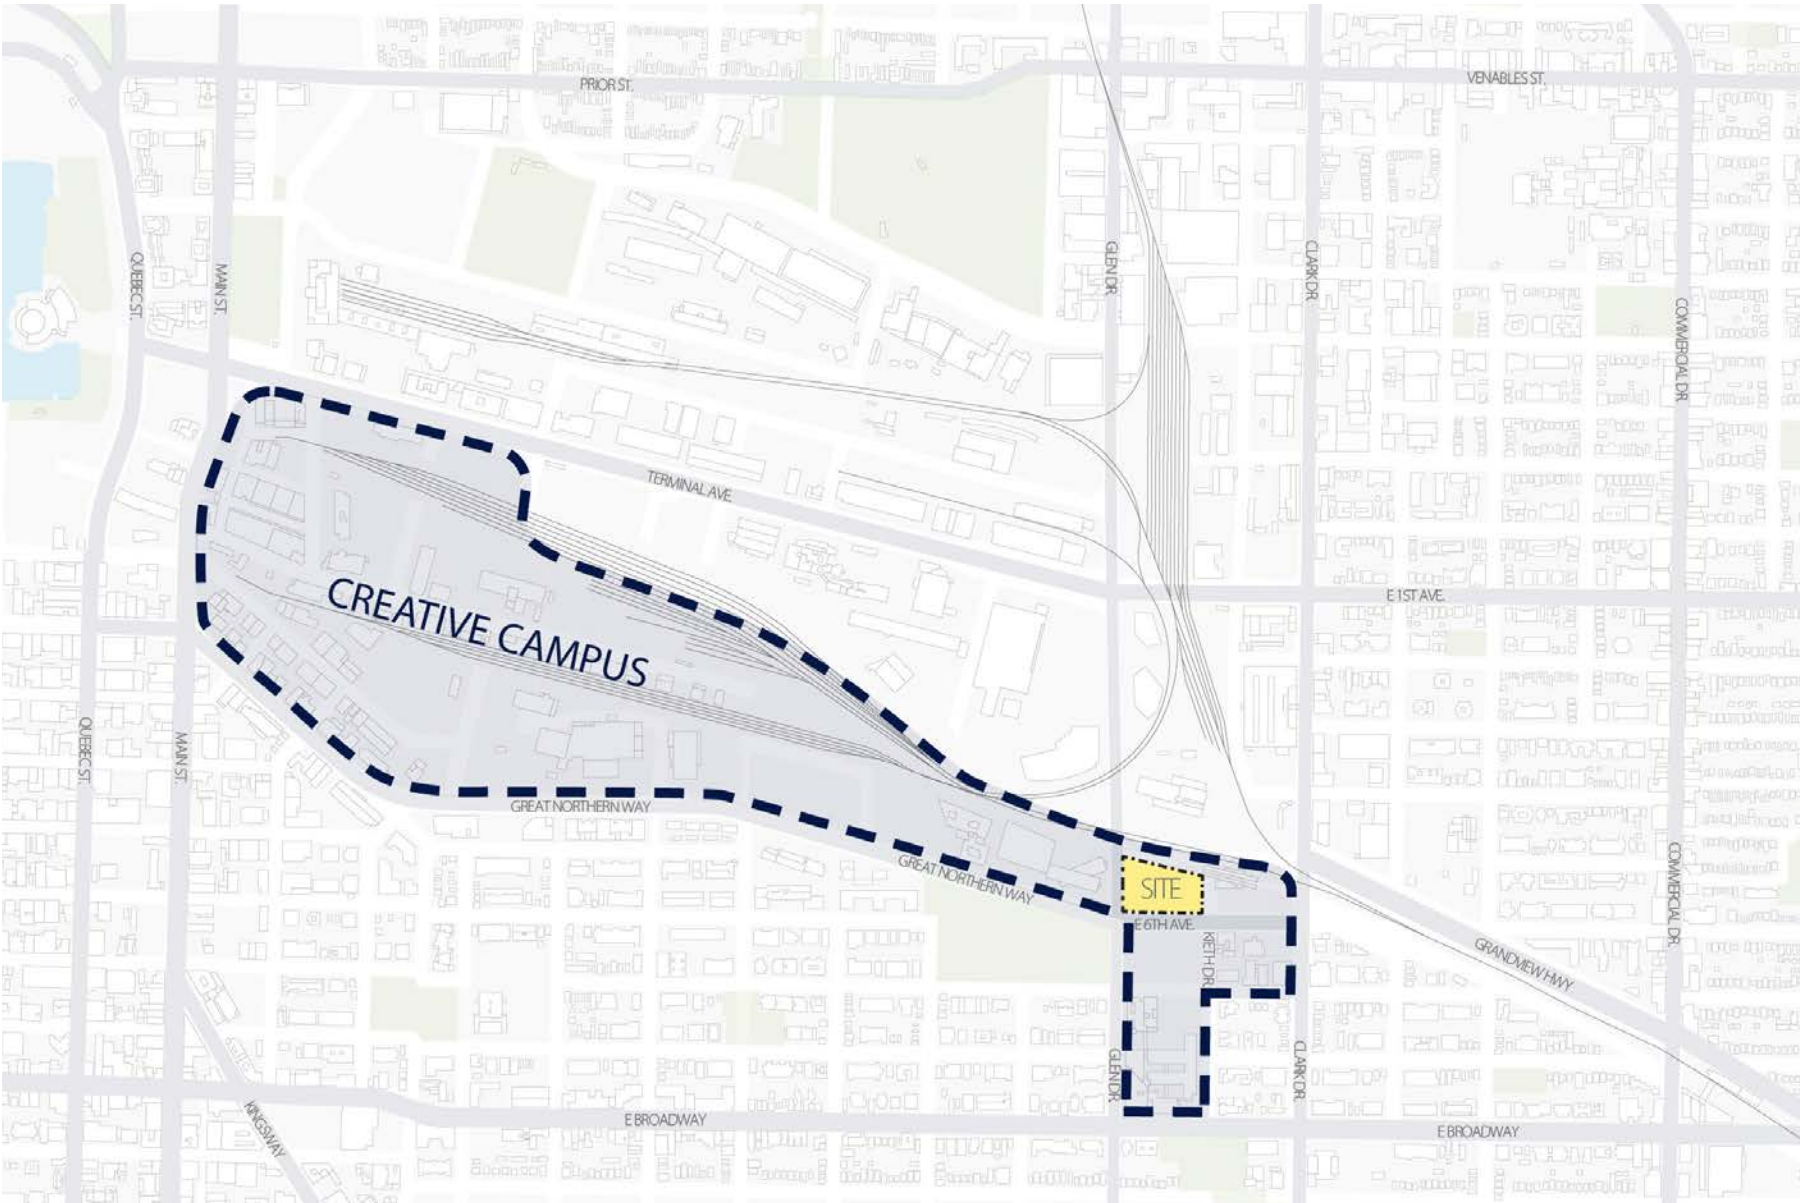 PRIOR ST.
VENABLES ST.
QUEBEC ST.
MAIN ST.
GLEN DR.
CLARK DR.
COMMERCIAL DR.
TERMINAL AVE.
E 1ST AVE.
CREATIVE CAMPUS
QUEBEC ST.
MAIN ST.
GREAT NORTHERN WAY
GREAT NORTHERN WAY
SITE
E 6TH AVE.
KIETH DR.
COMMERCIAL DR.
GRANDVIEW HWY
GLEN DR.
CLARK DR.
KINGSWAY
E BROADWAY
E BROADWAY